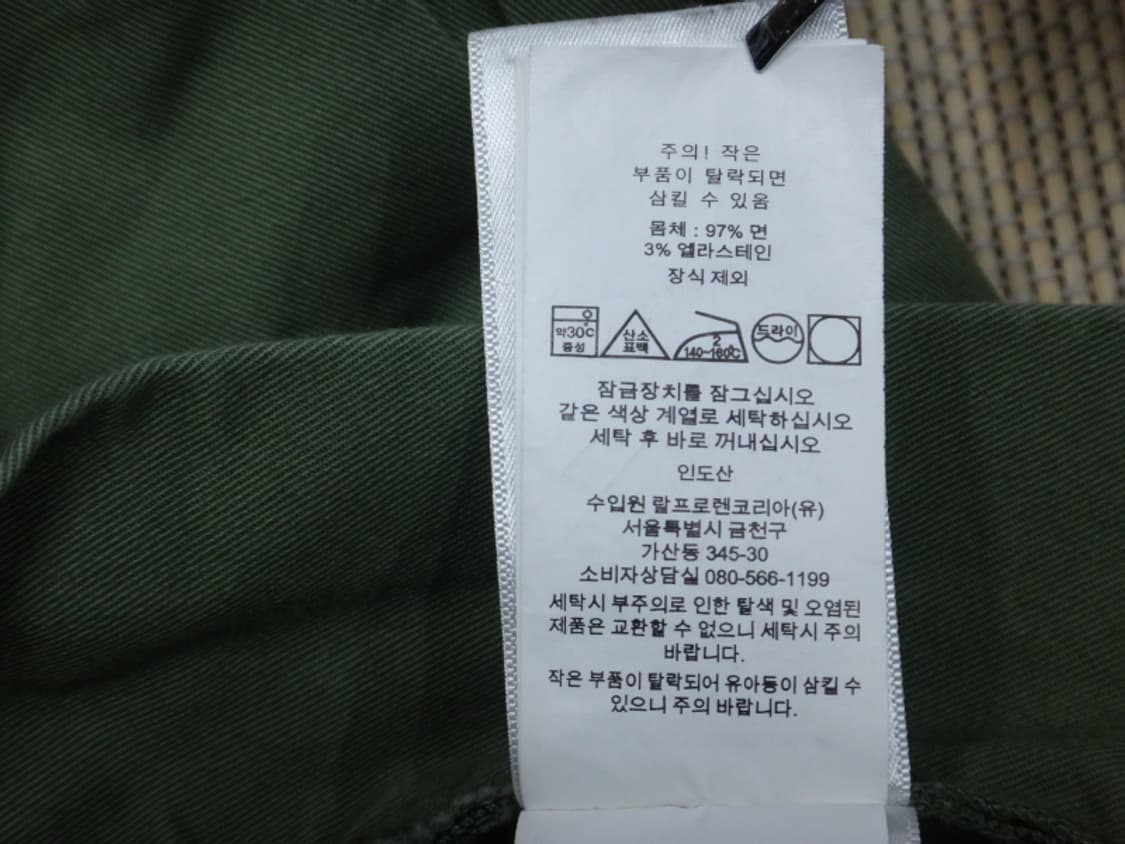 주의! 작은
부품이 탈락되면
삼킬 수 있음
몸체 : 97% 면
3% 엘라스테인
장식 제외
약30℃
중성
산소
표백
2
140~160℃
드라이
잠금장치를 잠그십시오
같은 색상 계열로 세탁하십시오
세탁 후 바로 꺼내십시오
인도산
수입원 랄프로렌코리아(유)
서울특별시 금천구
가산동 345-30
소비자상담실 080-566-1199
세탁시 부주의로 인한 탈색 및 오염된
제품은 교환할 수 없으니 세탁시 주의
바랍니다.
작은 부품이 탈락되어 유아등이 삼킬 수
있으니 주의 바랍니다.